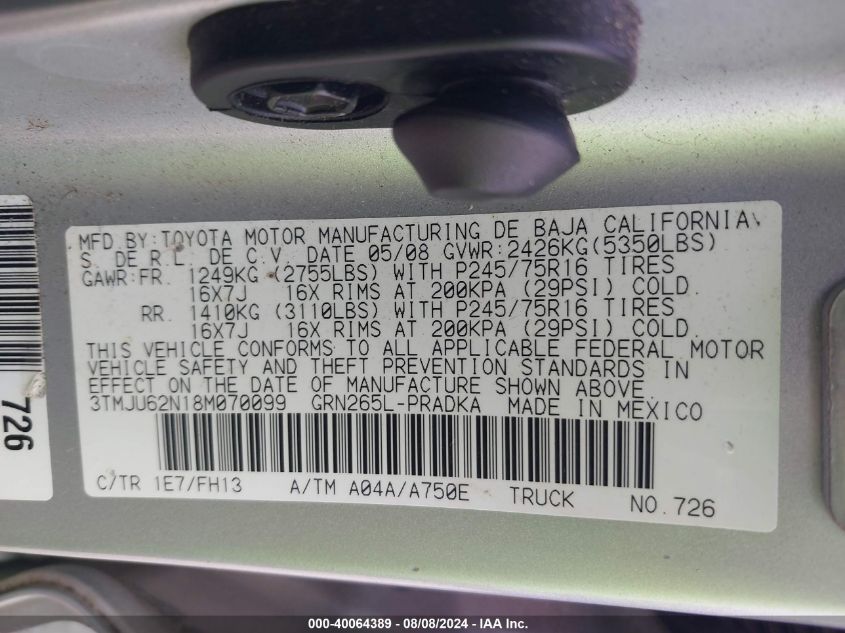 MFD BY: TOYOTA MOTOR MANUFACTURING DE BAJA CALIFORNIA
S. DE R.L. DE C.V. DATE 05/08 GVWR:2426KG(5350LBS)
GAWR:FR. 1249KG (2755LBS) WITH P245/75R16 TIRES
16X7J 16X RIMS AT 200KPA (29PSI) COLD.
RR. 1410KG (3110LBS) WITH P245/75R16 TIRES
16X7J 16X RIMS AT 200KPA (29PSI) COLD.
THIS VEHICLE CONFORMS TO ALL APPLICABLE FEDERAL MOTOR
VEHICLE SAFETY AND THEFT PREVENTION STANDARDS IN
EFFECT ON THE DATE OF MANUFACTURE SHOWN ABOVE.
3TMJU62N18M070099 GRN265L-PRADKA MADE IN MEXICO
C/TR 1E7/FH13 A/TM A04A/A750E TRUCK NO.726
726
000-40064389 - 08/08/2024 - IAA Inc.